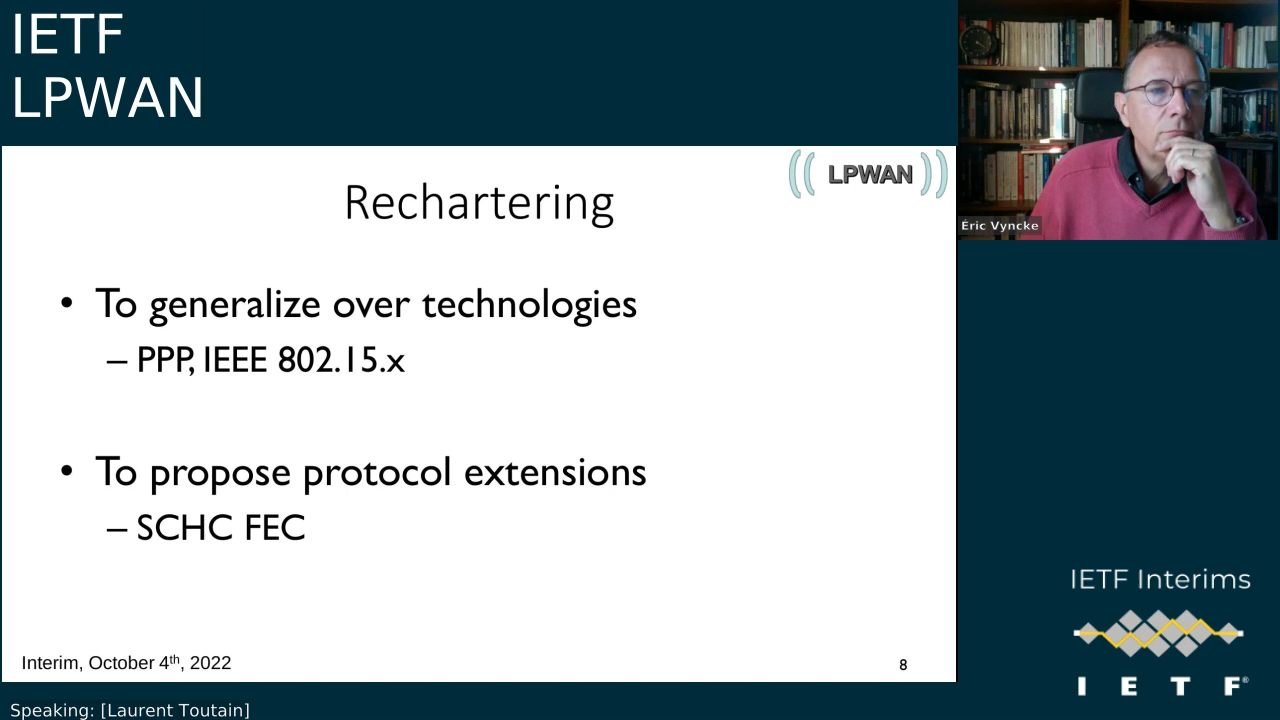 IETF
LPWAN
LPWAN
Rechartering
• To generalize over technologies
– PPP, IEEE 802.15.x
• To propose protocol extensions
– SCHC FEC
Interim, October 4th, 2022
8
Éric Vyncke
IETF Interims
I E T F®
Speaking: [Laurent Toutain]